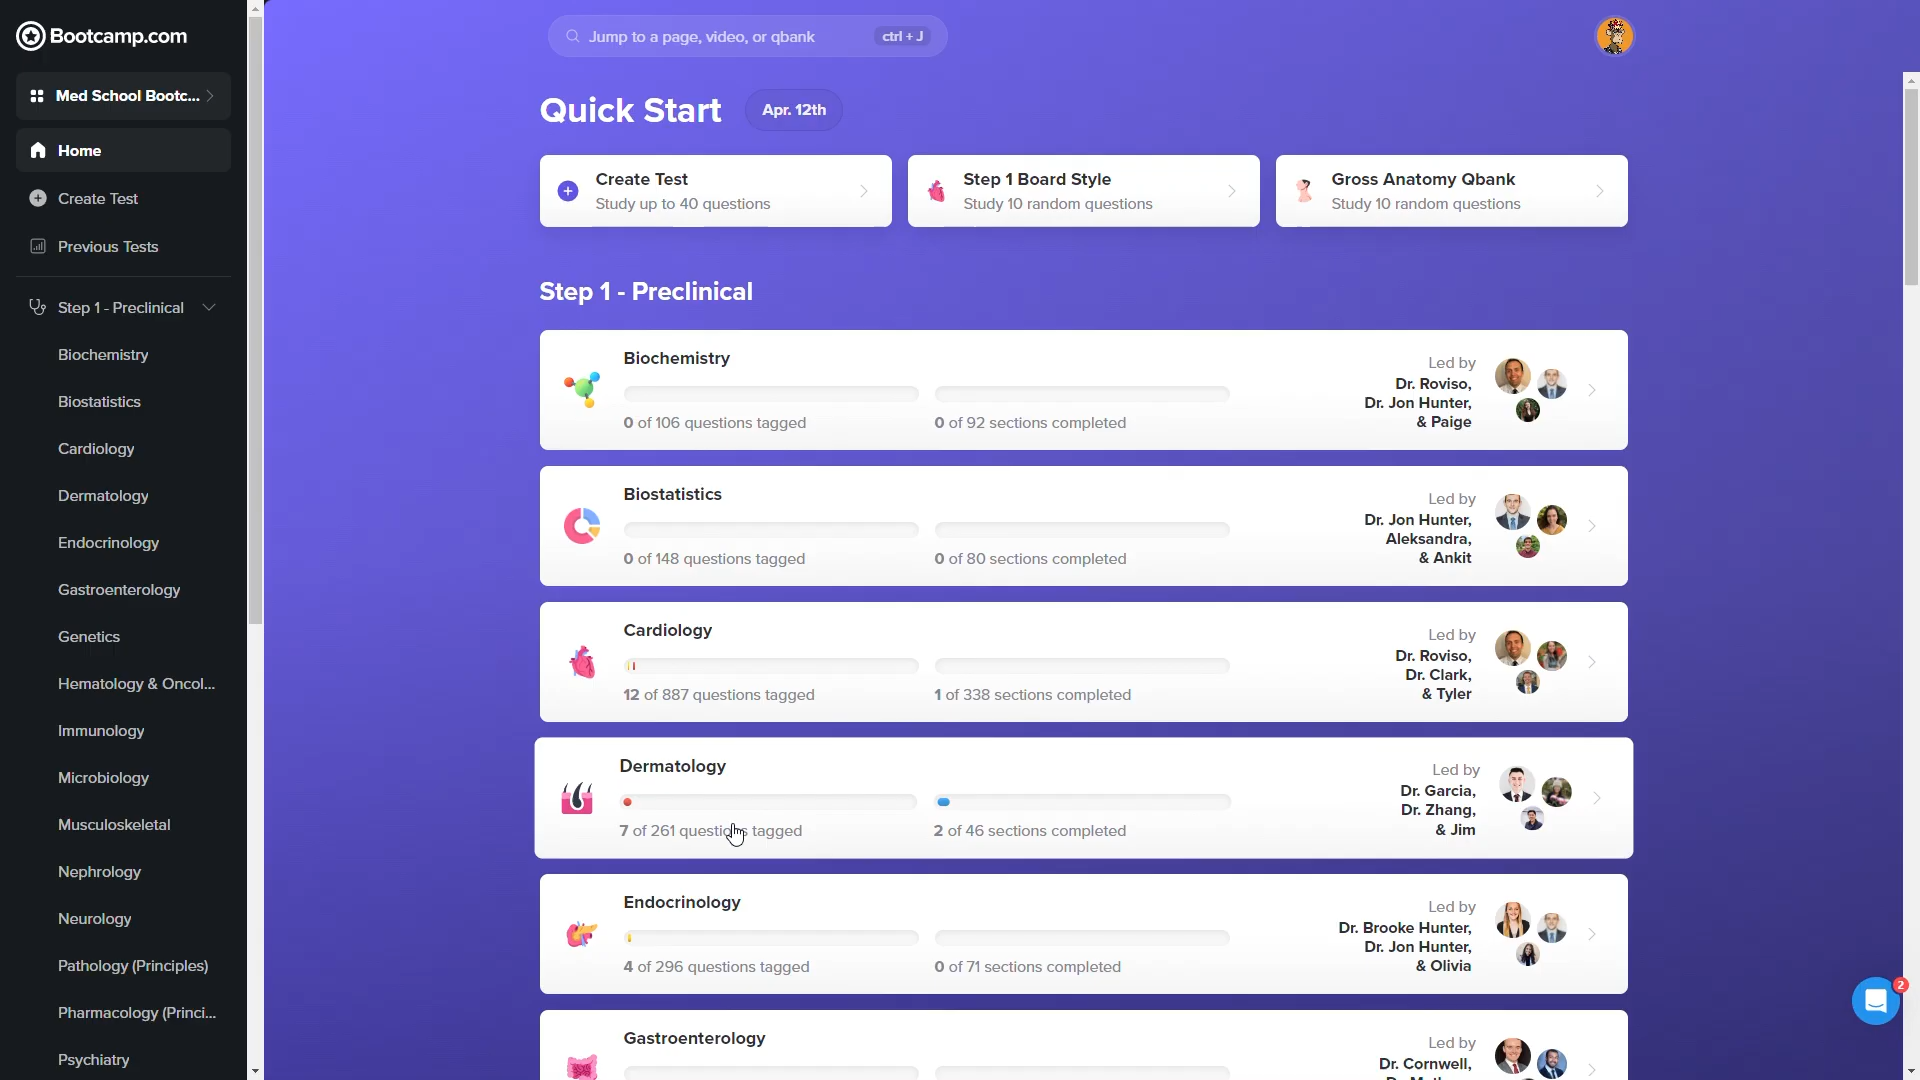 Bootcamp.com
Med School Bootc...
Home
Create Test
Previous Tests
Step 1 - Preclinical
Biochemistry
Biostatistics
Cardiology
Dermatology
Endocrinology
Gastroenterology
Genetics
Hematology & Oncol...
Immunology
Microbiology
Musculoskeletal
Nephrology
Neurology
Pathology (Principles)
Pharmacology (Princi...
Psychiatry
Jump to a page, video, or qbank
ctrl + J
Quick Start
Apr. 12th
Create Test
Study up to 40 questions
Step 1 Board Style
Study 10 random questions
Gross Anatomy Qbank
Study 10 random questions
Step 1 - Preclinical
Biochemistry
0 of 106 questions tagged
0 of 92 sections completed
Led by
Dr. Roviso,
Dr. Jon Hunter,
& Paige
Biostatistics
0 of 148 questions tagged
0 of 80 sections completed
Led by
Dr. Jon Hunter,
Aleksandra,
& Ankit
Cardiology
12 of 887 questions tagged
1 of 338 sections completed
Led by
Dr. Roviso,
Dr. Clark,
& Tyler
Dermatology
7 of 261 questions tagged
2 of 46 sections completed
Led by
Dr. Garcia,
Dr. Zhang,
& Jim
Endocrinology
4 of 296 questions tagged
0 of 71 sections completed
Led by
Dr. Brooke Hunter,
Dr. Jon Hunter,
& Olivia
Gastroenterology
Led by
Dr. Cornwell,
2